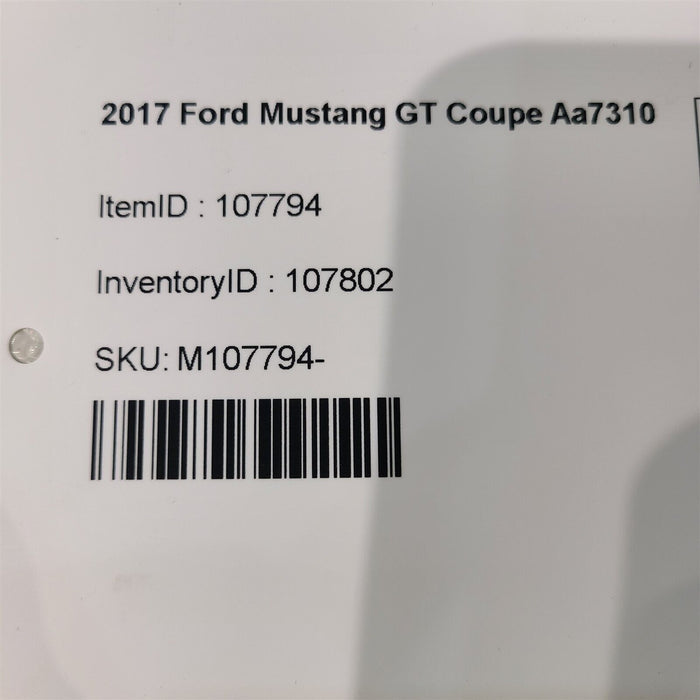 2017 Ford Mustang GT Coupe Aa7310
ItemID : 107794
InventoryID : 107802
SKU: M107794-